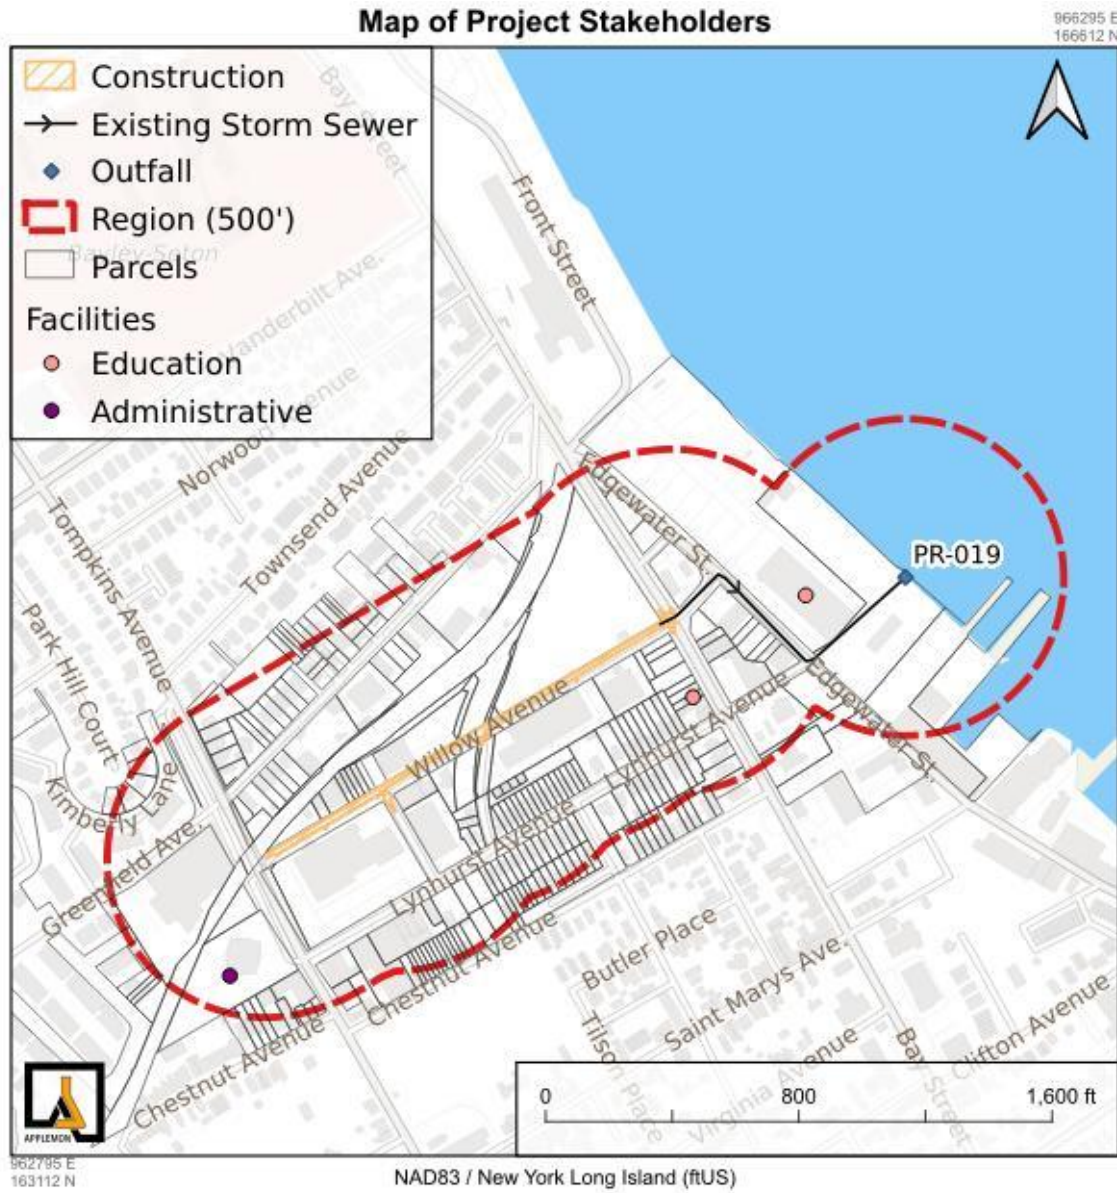 Map of Project Stakeholders
966295 E
166612 N
Construction
Existing Storm Sewer
Outfall
Region (500')
Bayley-Seton
Parcels
Facilities
Education
Administrative
Bay Street
Front Street
Vanderbilt Ave.
Norwood Avenue
Townsend Avenue
Edgewater St.
Tompkins Avenue
PR-019
Park Hill Court
Willow Avenue
Lynhurst Avenue
Edgewater St.
Kimberly Lane
Lynhurst Avenue
Greenfield Ave.
Butler Place
Chestnut Avenue
Saint Marys Ave.
Chestnut Avenue
Tilson Place
Virginia Avenue
Bay Street
Clifton Avenue
0 800 1,600 ft
APPLEMON
962795 E
163112 N
NAD83 / New York Long Island (ftUS)